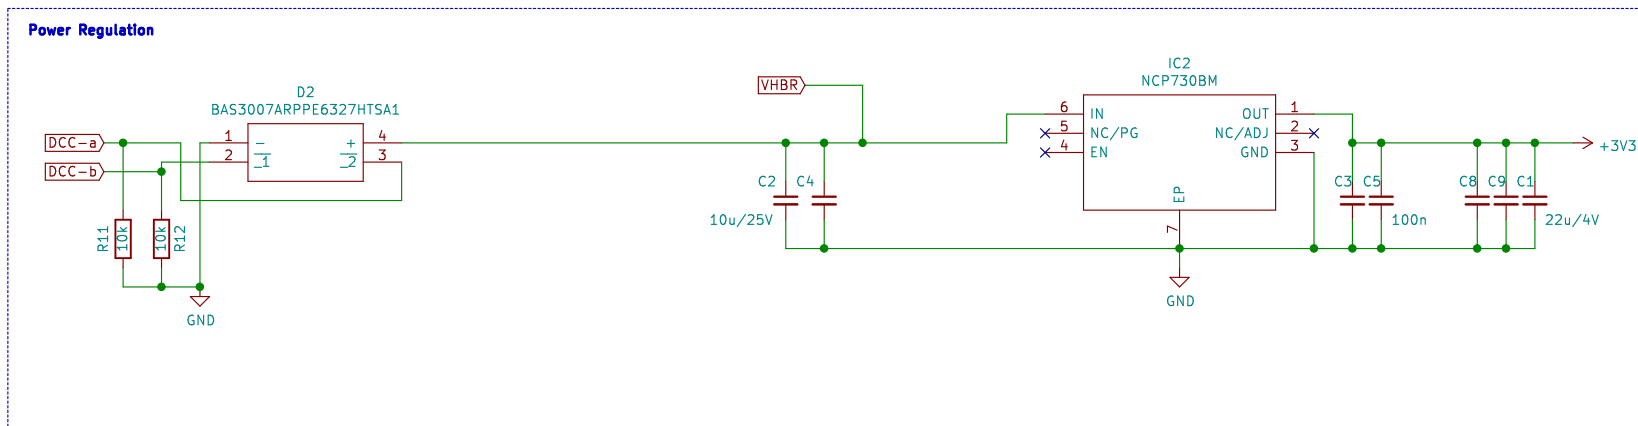 Power Regulation
D2
BAS3007ARPPE6327HTSA1
DCC-a
DCC-b
1
2
-
_1
+
_2
4
3
R11
10k
10k
R12
GND
VHBR
C2
C4
10u/25V
IC2
NCP730BM
6
5
4
IN
NC/PG
EN
OUT
NC/ADJ
GND
1
2
3
EP
7
GND
C3
C5
100n
C8
C9
C1
22u/4V
+3V3